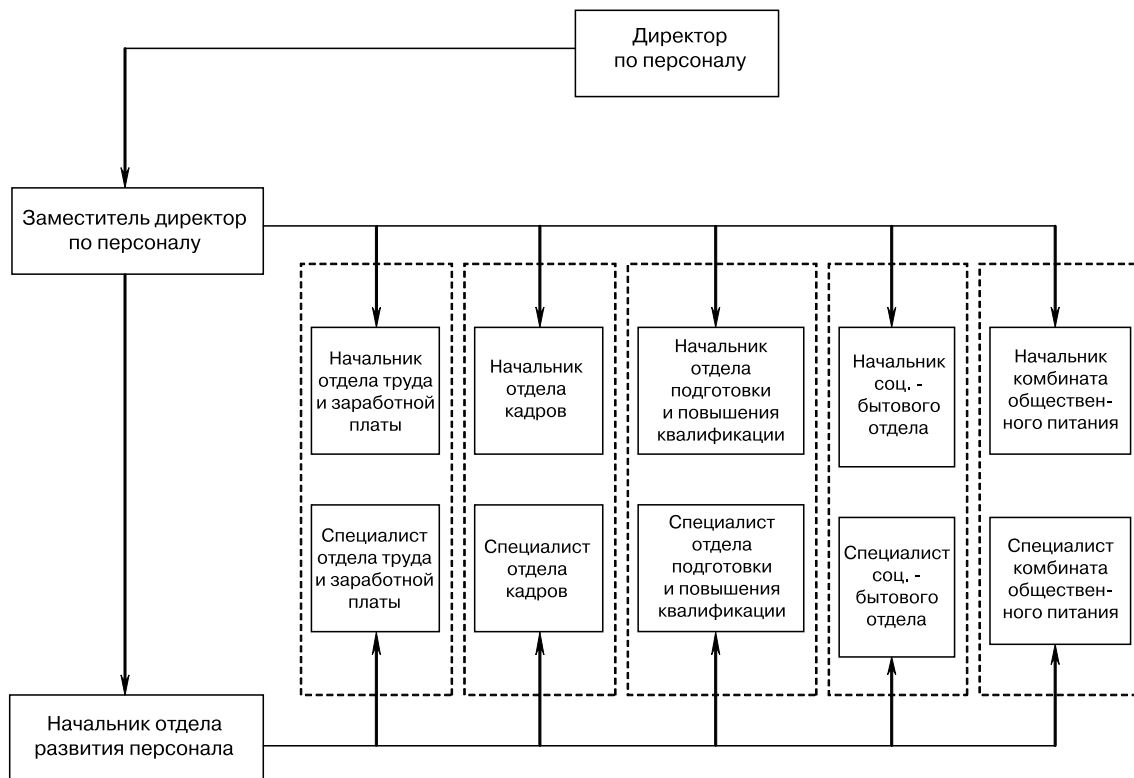 Директор
по персоналу
Заместитель директор
по персоналу
Начальник
отдела труда
и заработной
платы
Начальник
отдела
кадров
Начальник
отдела
подготовки
и повышения
квалификации
Начальник
соц. -
бытового
отдела
Начальник
комбината
обществен-
ного питания
Специалист
отдела труда
и заработной
платы
Специалист
отдела
кадров
Специалист
отдела
подготовки
и повышения
квалификации
Специалист
соц. -
бытового
отдела
Специалист
комбината
обществен-
ного питания
Начальник отдела
развития персонала